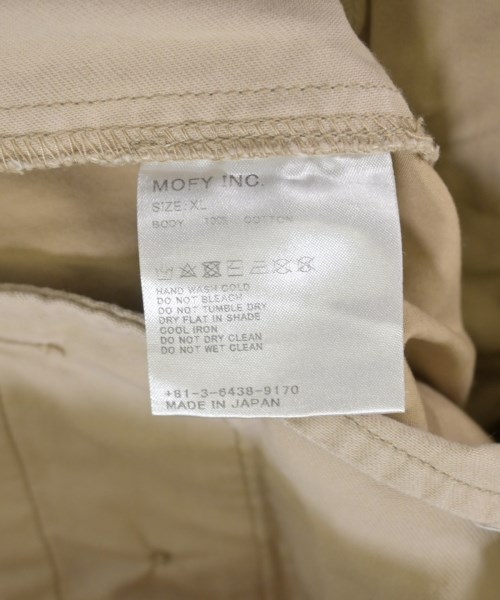 MOFY INC.
SIZE: XL
BODY 100% COTTON
HAND WASH COLD
DO NOT BLEACH
DO NOT TUMBLE DRY
DRY FLAT IN SHADE
COOL IRON
DO NOT DRY CLEAN
DO NOT WET CLEAN
+81-3-6438-9170
MADE IN JAPAN